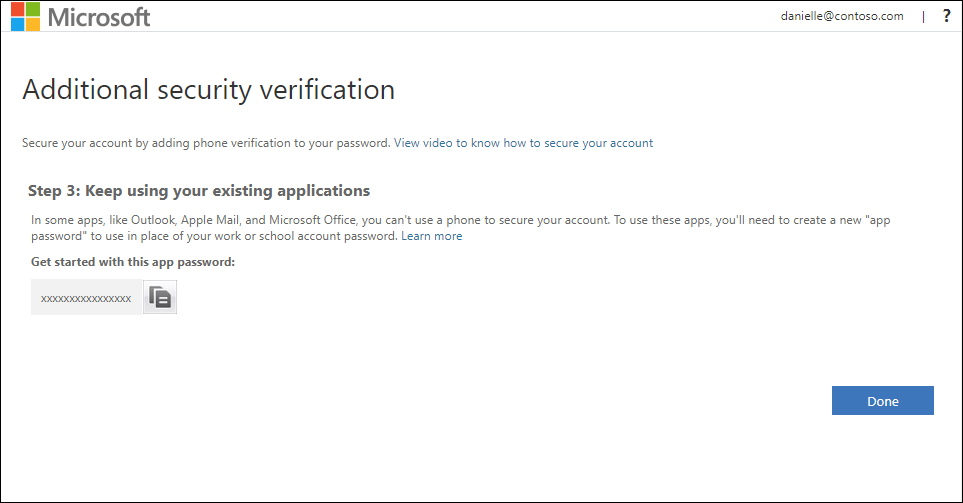 Microsoft
danielle@contoso.com | ?
Additional security verification
Secure your account by adding phone verification to your password. View video to know how to secure your account
Step 3: Keep using your existing applications
In some apps, like Outlook, Apple Mail, and Microsoft Office, you can't use a phone to secure your account. To use these apps, you'll need to create a new "app
password" to use in place of your work or school account password. Learn more
Get started with this app password:
xxxxxxxxxxxxxxxx
Done